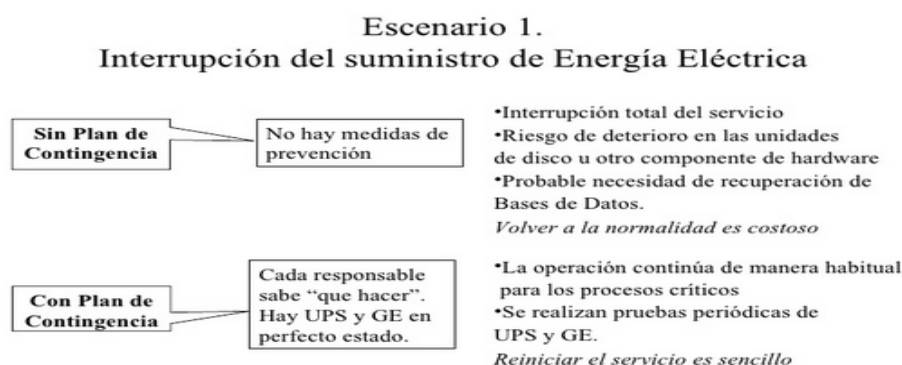 Escenario 1.
Interrupción del suministro de Energía Eléctrica
Sin Plan de
Contingencia
No hay medidas de
prevención
•Interrupción total del servicio
•Riesgo de deterioro en las unidades
de disco u otro componente de hardware
•Probable necesidad de recuperación de
Bases de Datos.
Volver a la normalidad es costoso
Con Plan de
Contingencia
Cada responsable
sabe “que hacer”.
Hay UPS y GE en
perfecto estado.
•La operación continúa de manera habitual
para los procesos críticos
•Se realizan pruebas periódicas de
UPS y GE.
Reiniciar el servicio es sencillo